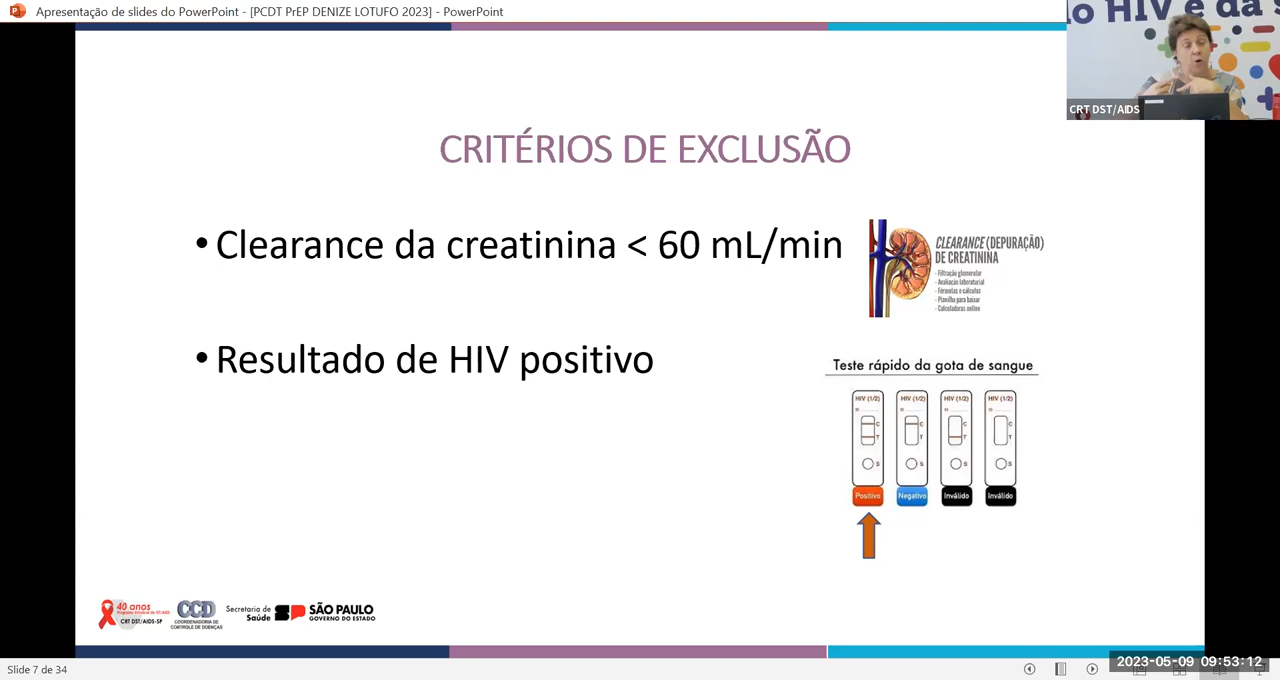 Apresentação de slides do PowerPoint - [PCDT PrEP DENIZE LOTUFO 2023] - PowerPoint
o HIV e da s
CRT DST/AIDS
CRITÉRIOS DE EXCLUSÃO
• Clearance da creatinina < 60 mL/min
CLEARANCE (DEPURAÇÃO)
DE CREATININA
- Filtração glomerular
- Avaliação laboratorial
- Fórmulas e cálculos
- Planilha para baixar
- Calculadoras online
• Resultado de HIV positivo
Teste rápido da gota de sangue
HIV (1/2) HIV (1/2) HIV (1/2) HIV (1/2)
C C C C
T T T T
S S S S
Positivo Negativo Inválido Inválido
40 anos
CRT DST/AIDS-SP
CCD
COORDENADORIA DE
CONTROLE DE DOENÇAS
Secretaria de
Saúde
SP
SÃO PAULO
GOVERNO DO ESTADO
Slide 7 de 34
2023-05-09 09:53:12